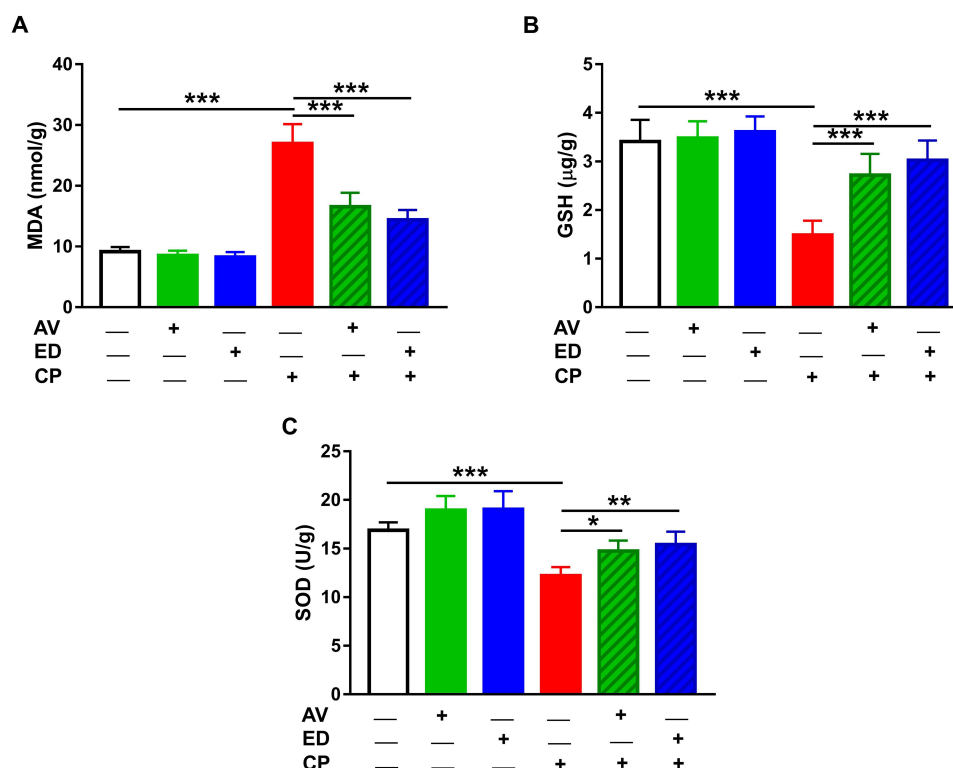 A
MDA (nmol/g)
40
30
20
10
0
***
***
***
AV — + — — + —
ED — — + — — +
CP — — — + + +
B
GSH (μg/g)
5
4
3
2
1
0
***
***
***
AV — + — — + —
ED — — + — — +
CP — — — + + +
C
SOD (U/g)
25
20
15
10
5
0
***
**
*
AV — + — — + —
ED — — + — — +
CP — — — + + +